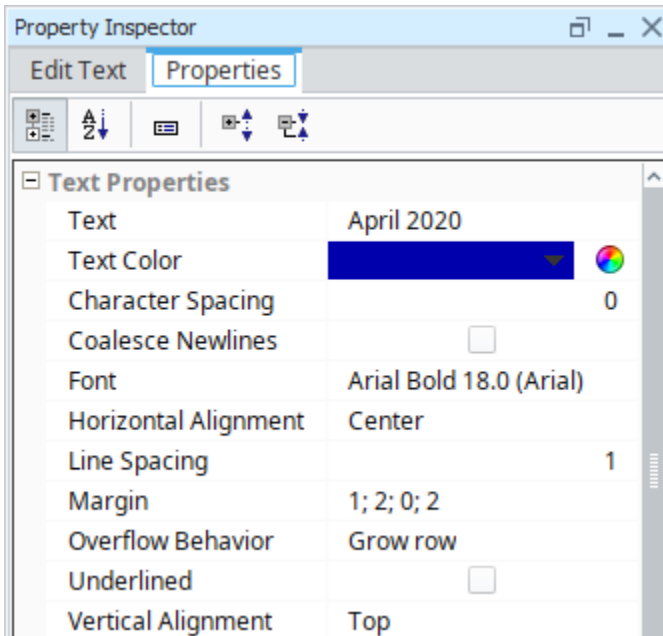 Property Inspector
Edit Text Properties
Text Properties
Text April 2020
Text Color
Character Spacing 0
Coalesce Newlines
Font Arial Bold 18.0 (Arial)
Horizontal Alignment Center
Line Spacing 1
Margin 1; 2; 0; 2
Overflow Behavior Grow row
Underlined
Vertical Alignment Top